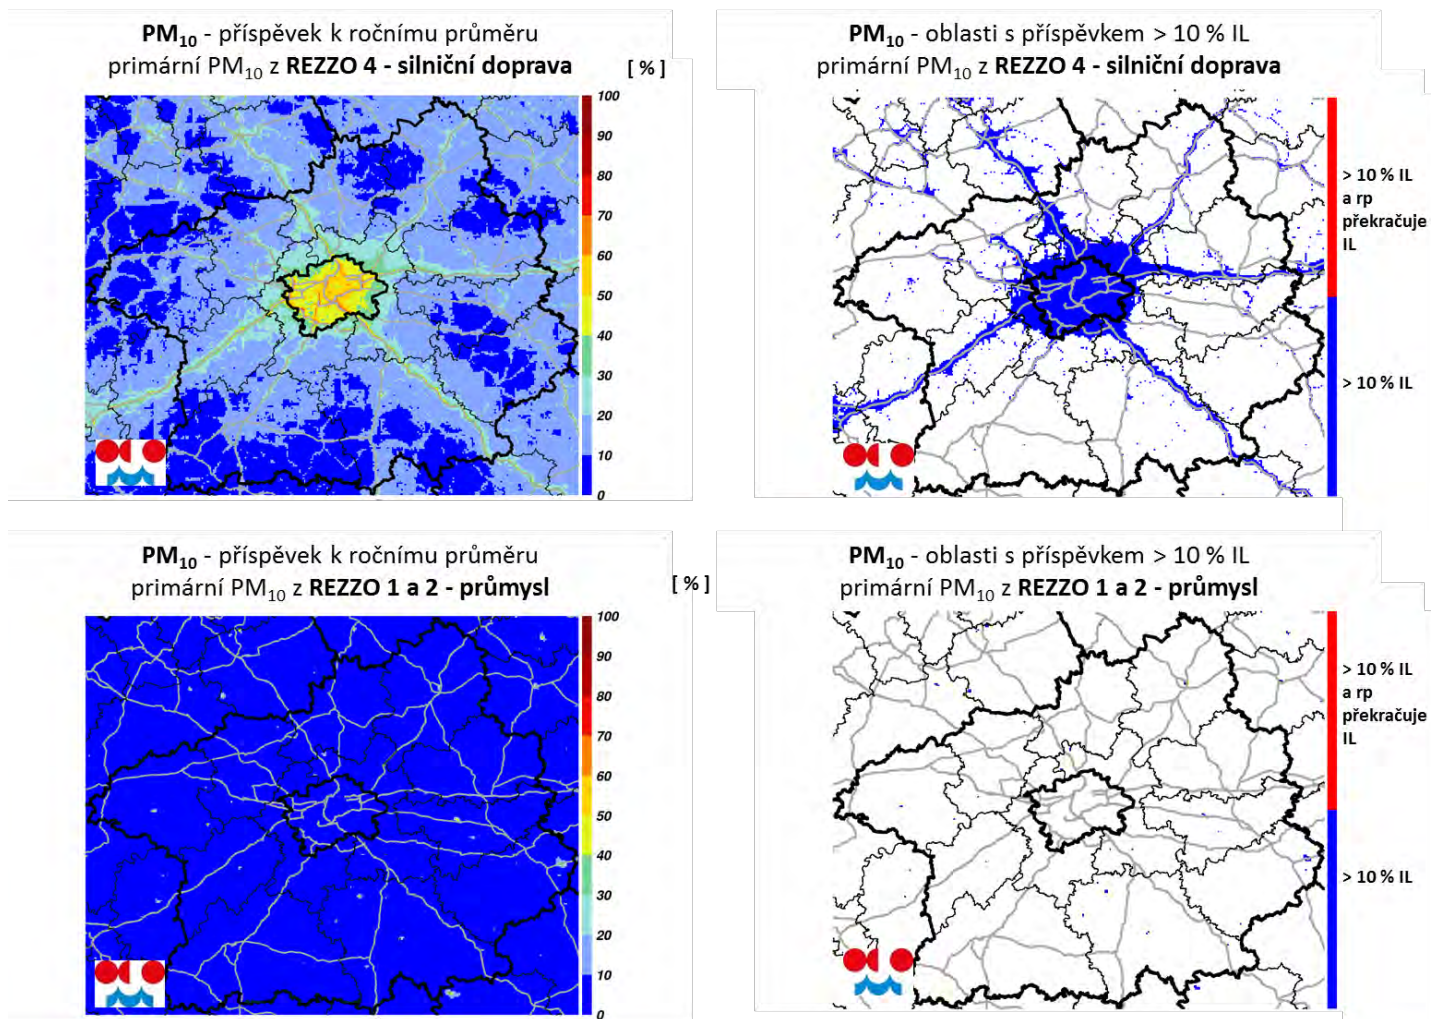 PM10 - příspěvek k ročnímu průměru
primární PM10 z REZZO 4 - silniční doprava
[ % ]
100
90
80
70
60
50
40
30
20
10
0
PM10 - oblasti s příspěvkem > 10 % IL
primární PM10 z REZZO 4 - silniční doprava
> 10 % IL
a rp
překračuje
IL
> 10 % IL
PM10 - příspěvek k ročnímu průměru
primární PM10 z REZZO 1 a 2 - průmysl
[ % ]
100
90
80
70
60
50
40
30
20
10
0
PM10 - oblasti s příspěvkem > 10 % IL
primární PM10 z REZZO 1 a 2 - průmysl
> 10 % IL
a rp
překračuje
IL
> 10 % IL